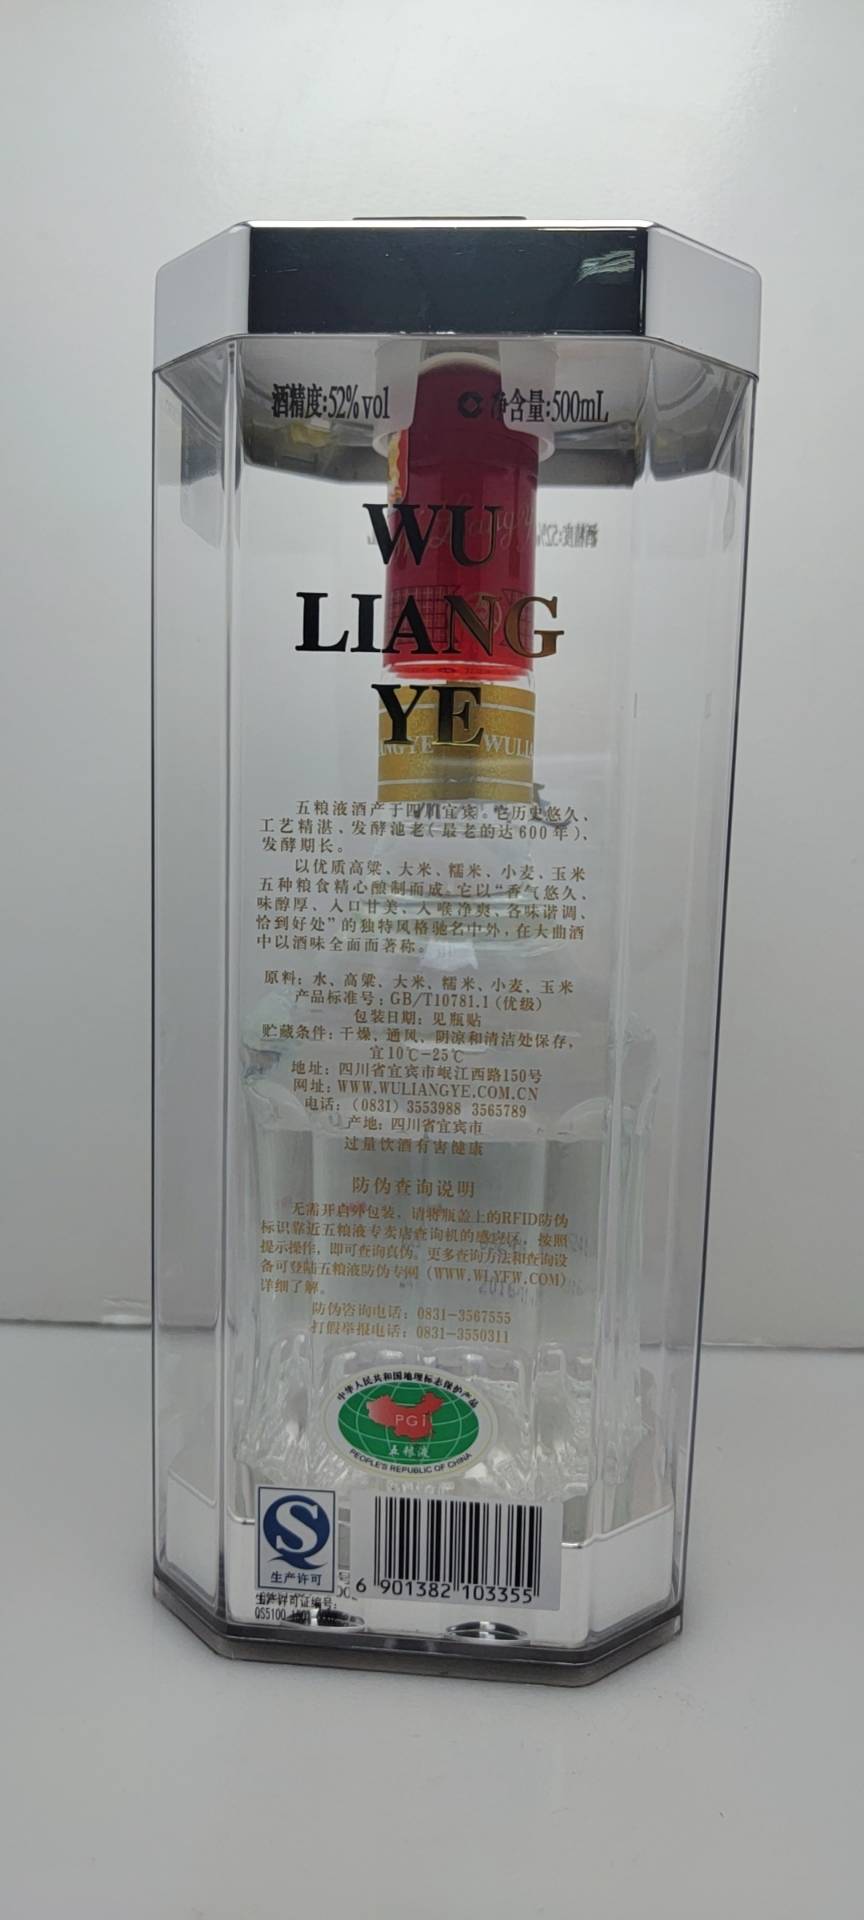 酒精度:52%vol 净含量:500mL
WU
LIANG
YE
WULI
五粮液酒产于四川宜宾。它历史悠久、
工艺精湛、发酵池老(最老的达600年)、
发酵期长。
以优质高粱、大米、糯米、小麦、玉米
五种粮食精心酿制而成。它以“香气悠久、
味醇厚、入口甘美、入喉净爽、各味谐调、
恰到好处”的独特风格驰名中外,在大曲酒
中以酒味全面而著称。
原料:水、高粱、大米、糯米、小麦、玉米
产品标准号:GB/T10781.1(优级)
包装日期:见瓶贴
贮藏条件:干燥、通风、阴凉和清洁处保存,
宜10℃-25℃
地址:四川省宜宾市岷江西路150号
网址:WWW.WULIANGYE.COM.CN
电话:(0831) 3553988 3565789
产地:四川省宜宾市
过量饮酒有害健康
防伪查询说明
无需开启外包装,请将瓶盖上的RFID防伪
标识靠近五粮液专卖店查询机的感应区,按照
提示操作,即可查询真伪。更多查询方法和查询设
备可登陆五粮液防伪专网(WWW.WLYFW.COM)
详细了解。
防伪咨询电话:0831-3567555
打假举报电话:0831-3550311
中华人民共和国地理标志保护产品
PGI
五粮液
PEOPLE'S REPUBLIC OF CHINA
生产许可
6 901382 103355
生产许可证编号:
QS5100